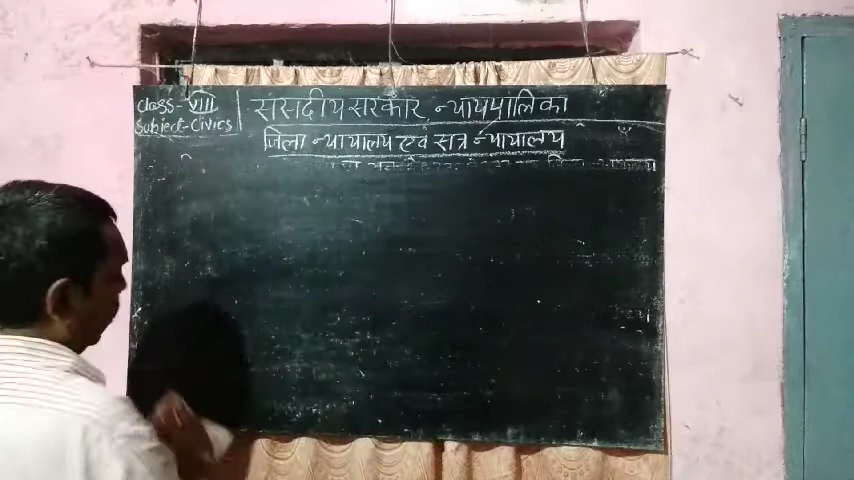 Class-VIII
Subject-Civics
संसदीय सरकार, न्यायपालिका
जिला न्यायालय एवं सत्र न्यायालय